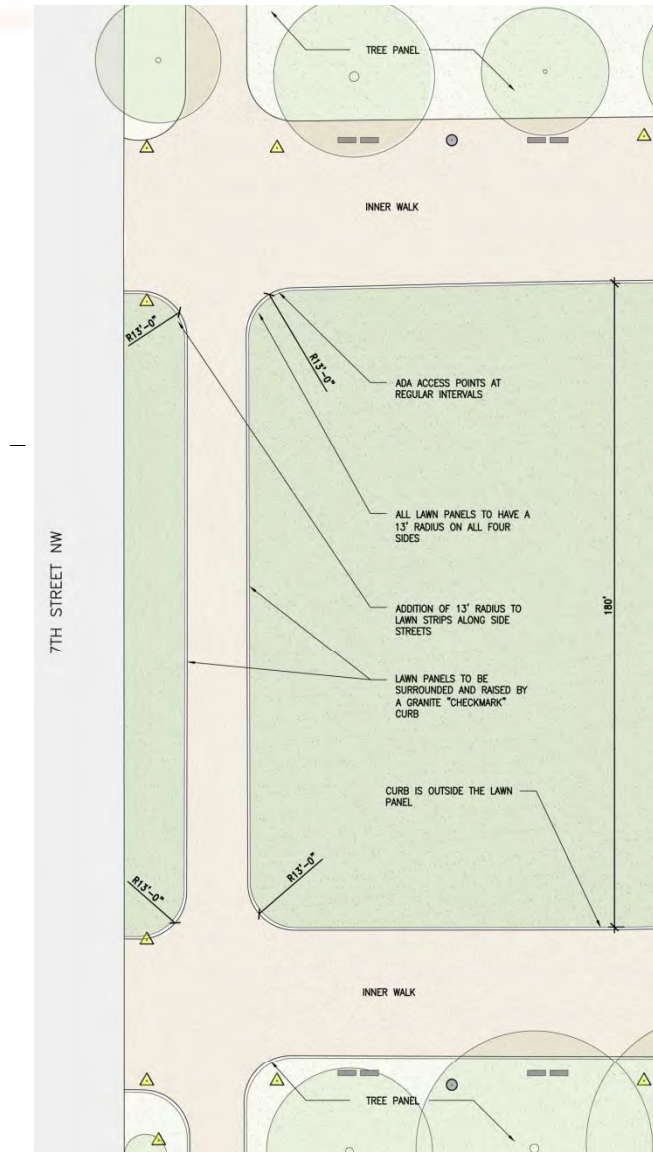 TREE PANEL
INNER WALK
R13'-0"
R13'-0"
ADA ACCESS POINTS AT
REGULAR INTERVALS
ALL LAWN PANELS TO HAVE A
13' RADIUS ON ALL FOUR
SIDES
7TH STREET NW
ADDITION OF 13' RADIUS TO
LAWN STRIPS ALONG SIDE
STREETS
180'
LAWN PANELS TO BE
SURROUNDED AND RAISED BY
A GRANITE "CHECKMARK"
CURB
CURB IS OUTSIDE THE LAWN
PANEL
R13'-0"
R13'-0"
INNER WALK
TREE PANEL